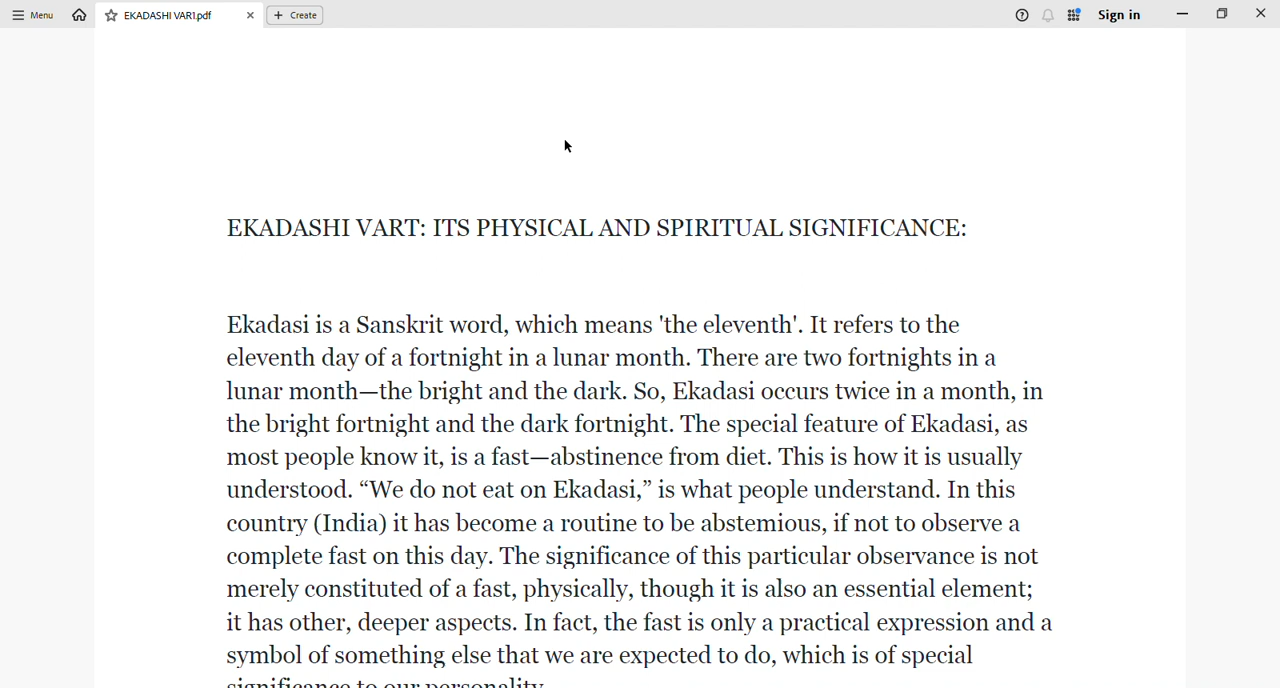 Menu
EKADASHI VAR1.pdf
Create
Sign in
EKADASHI VART: ITS PHYSICAL AND SPIRITUAL SIGNIFICANCE:
Ekadasi is a Sanskrit word, which means 'the eleventh'. It refers to the
eleventh day of a fortnight in a lunar month. There are two fortnights in a
lunar month—the bright and the dark. So, Ekadasi occurs twice in a month, in
the bright fortnight and the dark fortnight. The special feature of Ekadasi, as
most people know it, is a fast—abstinence from diet. This is how it is usually
understood. “We do not eat on Ekadasi,” is what people understand. In this
country (India) it has become a routine to be abstemious, if not to observe a
complete fast on this day. The significance of this particular observance is not
merely constituted of a fast, physically, though it is also an essential element;
it has other, deeper aspects. In fact, the fast is only a practical expression and a
symbol of something else that we are expected to do, which is of special
significance to our personality.